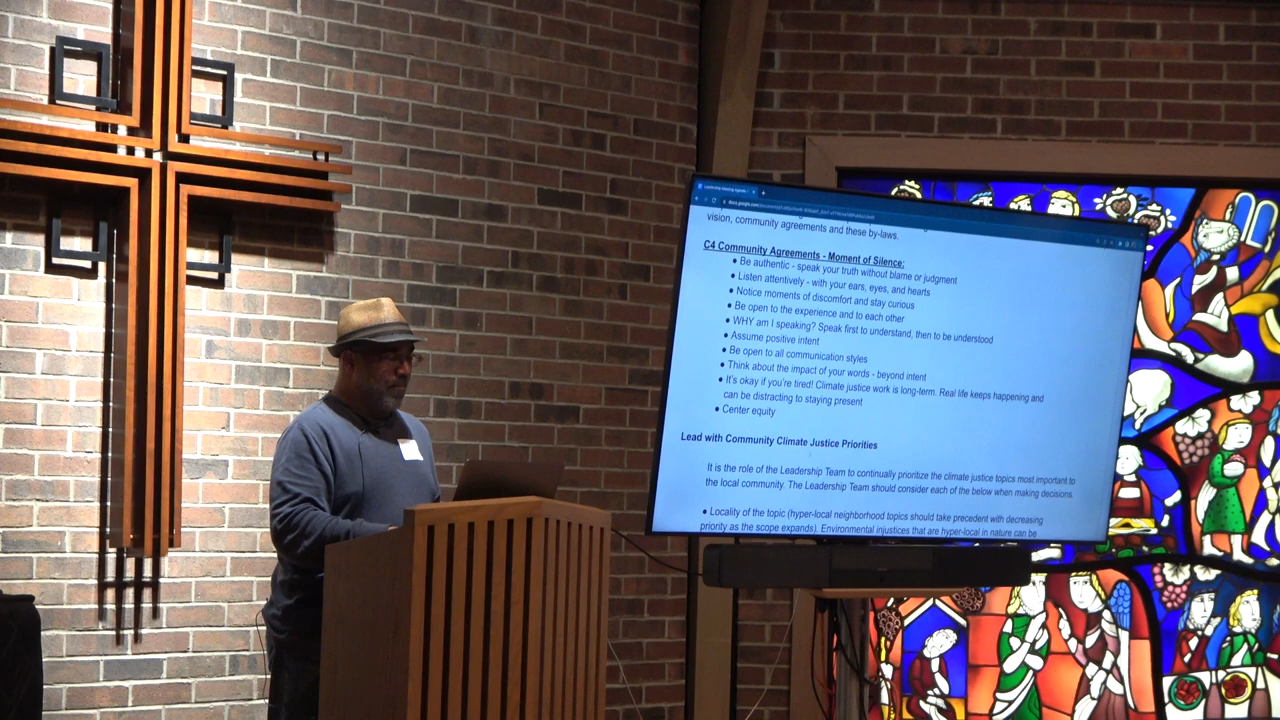 Leadership Meeting Agenda
docs.google.com
vision, community agreements and these by-laws.
C4 Community Agreements - Moment of Silence:
● Be authentic - speak your truth without blame or judgment
● Listen attentively - with your ears, eyes, and hearts
● Notice moments of discomfort and stay curious
● Be open to the experience and to each other
● WHY am I speaking? Speak first to understand, then to be understood
● Assume positive intent
● Be open to all communication styles
● Think about the impact of your words - beyond intent
● It's okay if you're tired! Climate justice work is long-term. Real life keeps happening and
can be distracting to staying present
● Center equity
Lead with Community Climate Justice Priorities
It is the role of the Leadership Team to continually prioritize the climate justice topics most important to
the local community. The Leadership Team should consider each of the below when making decisions.
● Locality of the topic (hyper-local neighborhood topics should take precedent with decreasing
priority as the scope expands). Environmental injustices that are hyper-local in nature can be